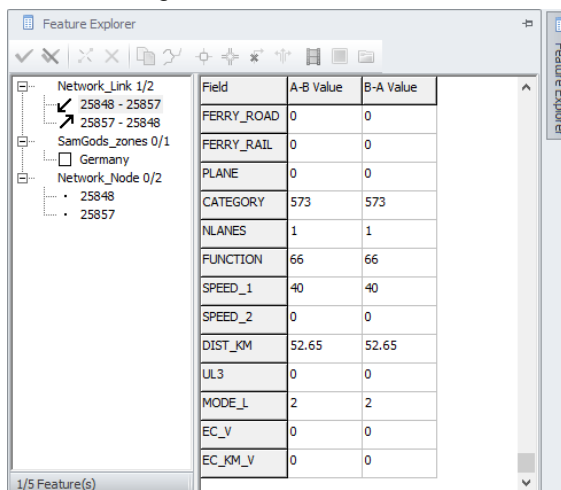 Feature Explorer
Network_Link 1/2
25848 - 25857
25857 - 25848
SamGods_zones 0/1
Germany
Network_Node 0/2
25848
25857
1/5 Feature(s)
Field A-B Value B-A Value
FERRY_ROAD 0 0
FERRY_RAIL 0 0
PLANE 0 0
CATEGORY 573 573
NLANES 1 1
FUNCTION 66 66
SPEED_1 40 40
SPEED_2 0 0
DIST_KM 52.65 52.65
UL3 0 0
MODE_L 2 2
EC_V 0 0
EC_KM_V 0 0
Feature Explorer